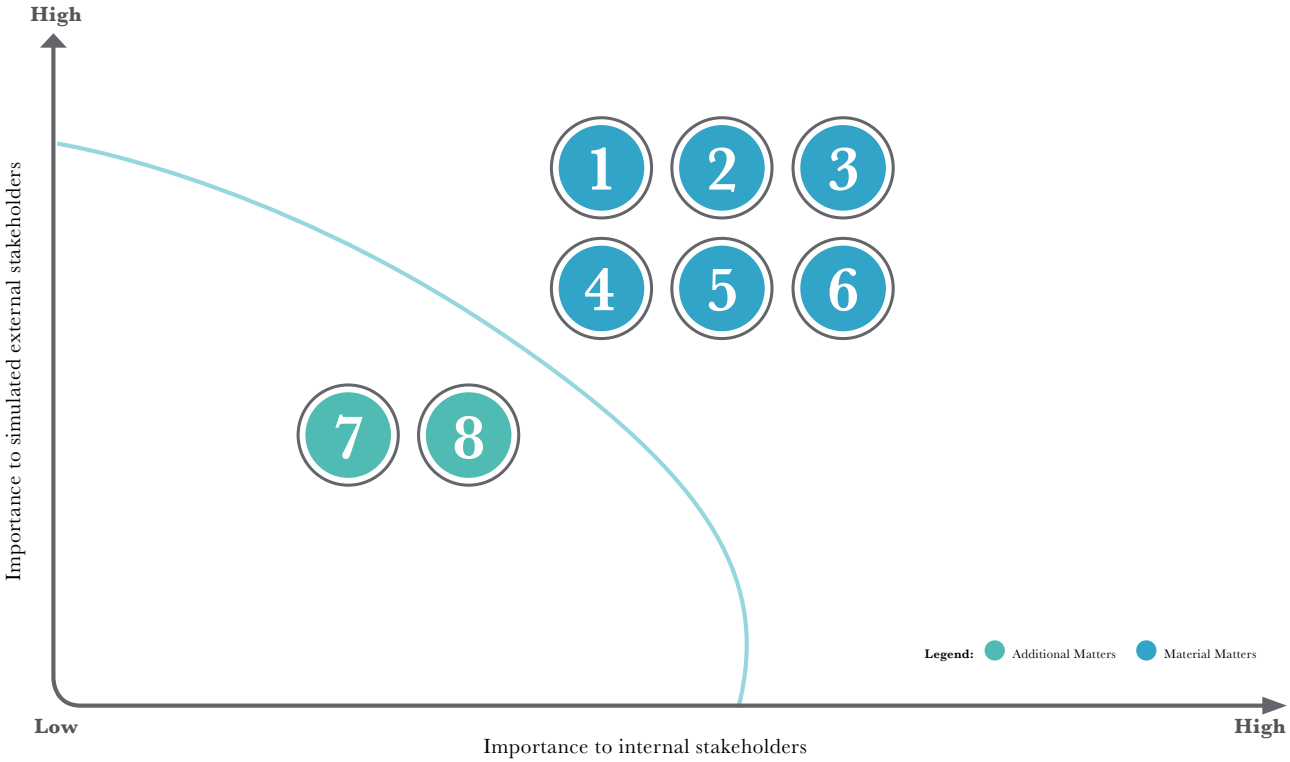 High
Importance to simulated external stakeholders
1 2 3
4 5 6
7 8
Legend: Additional Matters Material Matters
Low High
Importance to internal stakeholders